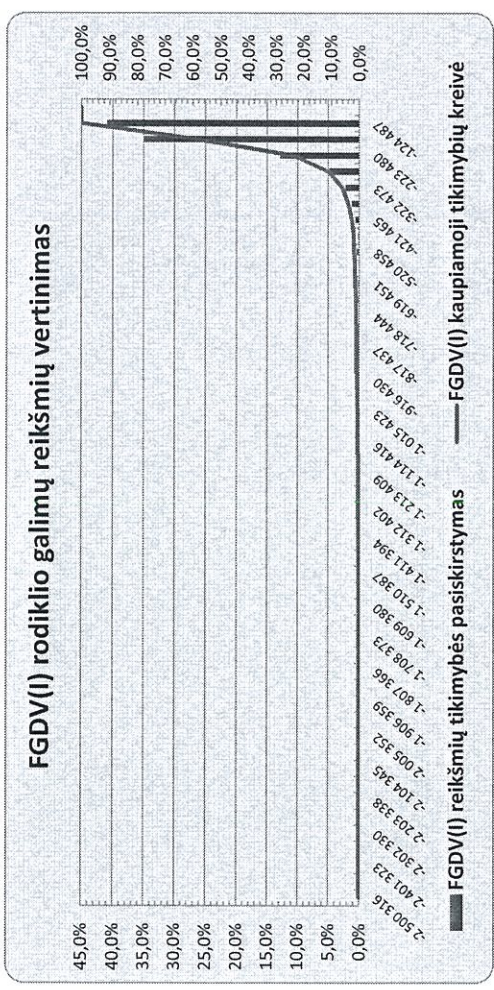 FGDV(I) rodiklio galimų reikšmių vertinimas
45,0%
40,0%
35,0%
30,0%
25,0%
20,0%
15,0%
10,0%
5,0%
0,0%
100,0%
90,0%
80,0%
70,0%
60,0%
50,0%
40,0%
30,0%
20,0%
10,0%
0,0%
-2 500 316
-2 401 323
-2 302 330
-2 203 338
-2 104 345
-2 005 352
-1 906 359
-1 807 366
-1 708 373
-1 609 380
-1 510 387
-1 411 394
-1 312 402
-1 213 409
-1 114 416
-1 015 423
-916 430
-817 437
-718 444
-619 451
-520 458
-421 465
-322 473
-223 480
-124 487
FGDV(I) reikšmių tikimybės pasiskirstymas
FGDV(I) kaupiamoji tikimybių kreivė